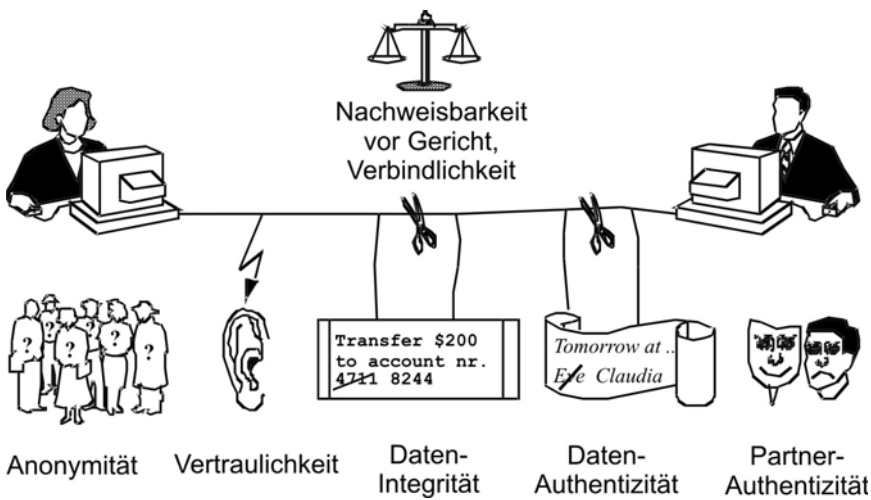 Nachweisbarkeit
vor Gericht,
Verbindlichkeit
? ? ? ? ?
Transfer $200
to account nr.
4711 8244
Tomorrow at ..
Eve Claudia
Anonymität
Vertraulichkeit
Daten-
Integrität
Daten-
Authentizität
Partner-
Authentizität